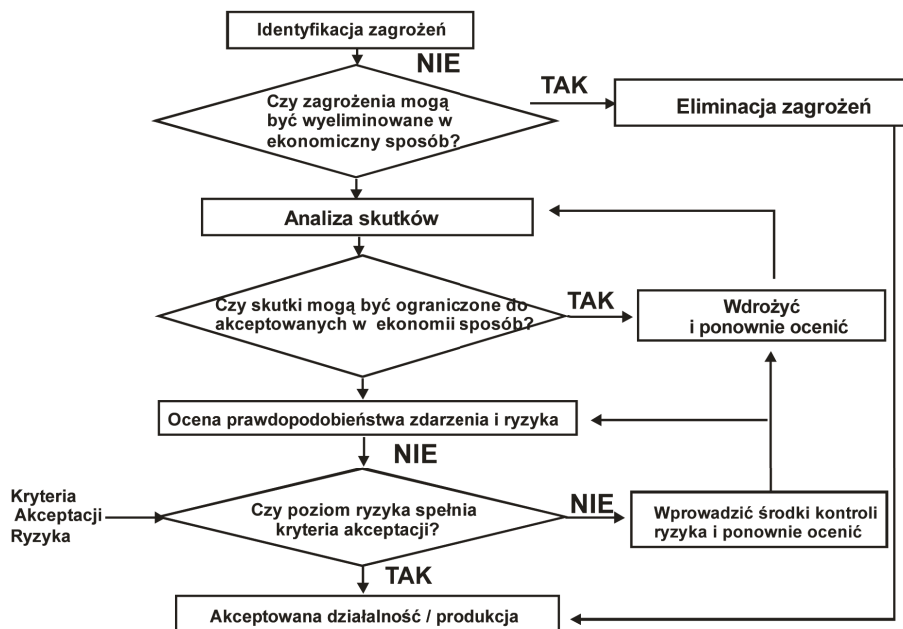 Identyfikacja zagrożeń
NIE
TAK
Czy zagrożenia mogą
być wyeliminowane w
ekonomiczny sposób?
Eliminacja zagrożeń
Analiza skutków
Czy skutki mogą być ograniczone do
akceptowanych w ekonomii sposób?
TAK
Wdrożyć
i ponownie ocenić
Ocena prawdopodobieństwa zdarzenia i ryzyka
NIE
Kryteria
Akceptacji
Ryzyka
Czy poziom ryzyka spełnia
kryteria akceptacji?
NIE
Wprowadzić środki kontroli
ryzyka i ponownie ocenić
TAK
Akceptowana działalność / produkcja